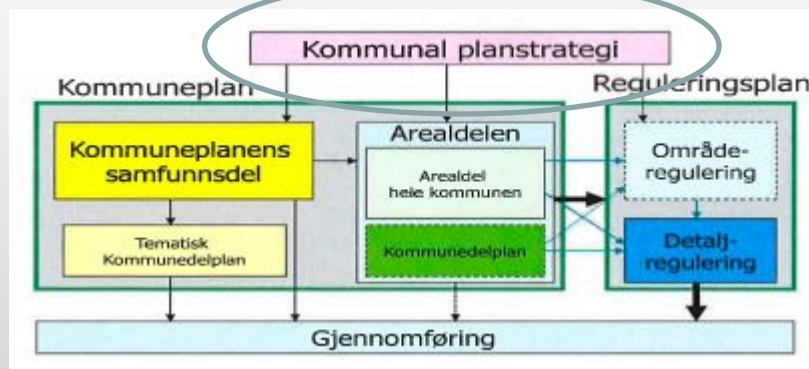 Kommunal planstrategi
Kommuneplan
Reguleringsplan
Kommuneplanens
samfunnsdel
Tematisk
Kommunedelplan
Arealdelen
Arealdel
hele kommunen
Kommunedelplan
Område-
regulering
Detalj-
regulering
Gjennomføring